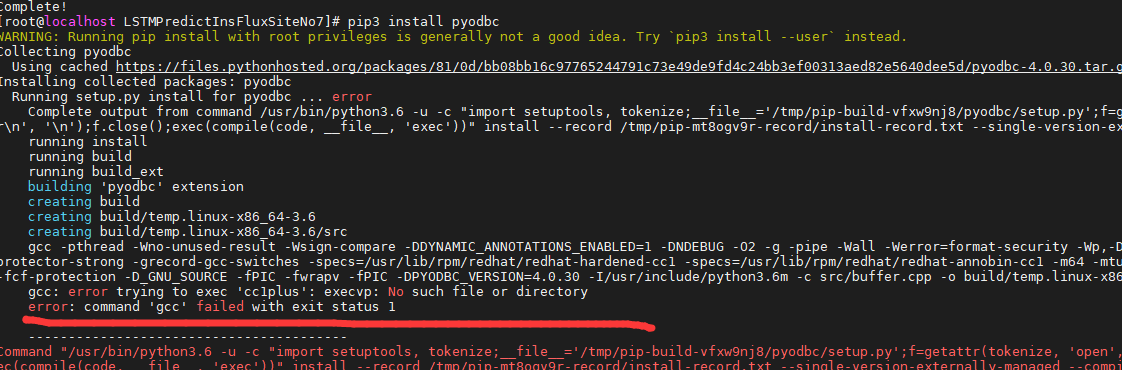 Complete!
[root@localhost LSTMPredictInsFluxSiteNo7]# pip3 install pyodbc
WARNING: Running pip install with root privileges is generally not a good idea. Try `pip3 install --user` instead.
Collecting pyodbc
Using cached https://files.pythonhosted.org/packages/81/0d/bb08bb16c97765244791c73e49de9fd4c24bb3ef00313aed82e5640dee5d/pyodbc-4.0.30.tar.g
Installing collected packages: pyodbc
Running setup.py install for pyodbc ... error
Complete output from command /usr/bin/python3.6 -u -c "import setuptools, tokenize;__file__='/tmp/pip-build-vfxw9nj8/pyodbc/setup.py';f=g
r\n', '\n');f.close();exec(compile(code, __file__, 'exec'))" install --record /tmp/pip-mt8ogv9r-record/install-record.txt --single-version-ex
running install
running build
running build_ext
building 'pyodbc' extension
creating build
creating build/temp.linux-x86_64-3.6
creating build/temp.linux-x86_64-3.6/src
gcc -pthread -Wno-unused-result -Wsign-compare -DDYNAMIC_ANNOTATIONS_ENABLED=1 -DNDEBUG -O2 -g -pipe -Wall -Werror=format-security -Wp,-D
protector-strong -grecord-gcc-switches -specs=/usr/lib/rpm/redhat/redhat-hardened-cc1 -specs=/usr/lib/rpm/redhat/redhat-annobin-cc1 -m64 -mtu
-fcf-protection -D_GNU_SOURCE -fPIC -fwrapv -fPIC -DPYODBC_VERSION=4.0.30 -I/usr/include/python3.6m -c src/buffer.cpp -o build/temp.linux-x86
gcc: error trying to exec 'cc1plus': execvp: No such file or directory
error: command 'gcc' failed with exit status 1
----------------------------------------
Command "/usr/bin/python3.6 -u -c "import setuptools, tokenize;__file__='/tmp/pip-build-vfxw9nj8/pyodbc/setup.py';f=getattr(tokenize, 'open',
ec(compile(code, __file__, 'exec'))" install --record /tmp/pip-mt8ogv9r-record/install-record.txt --single-version-externally-managed --compi